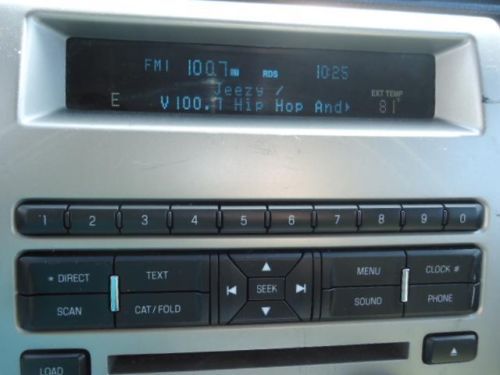 FM1 100.7 RDS 10:25
Jeezy /
E V100.7 Hip Hop And
EXT TEMP
81°
1 2 3 4 5 6 7 8 9 0
* DIRECT TEXT MENU CLOCK #
SEEK
SCAN CAT/FOLD SOUND PHONE
LOAD